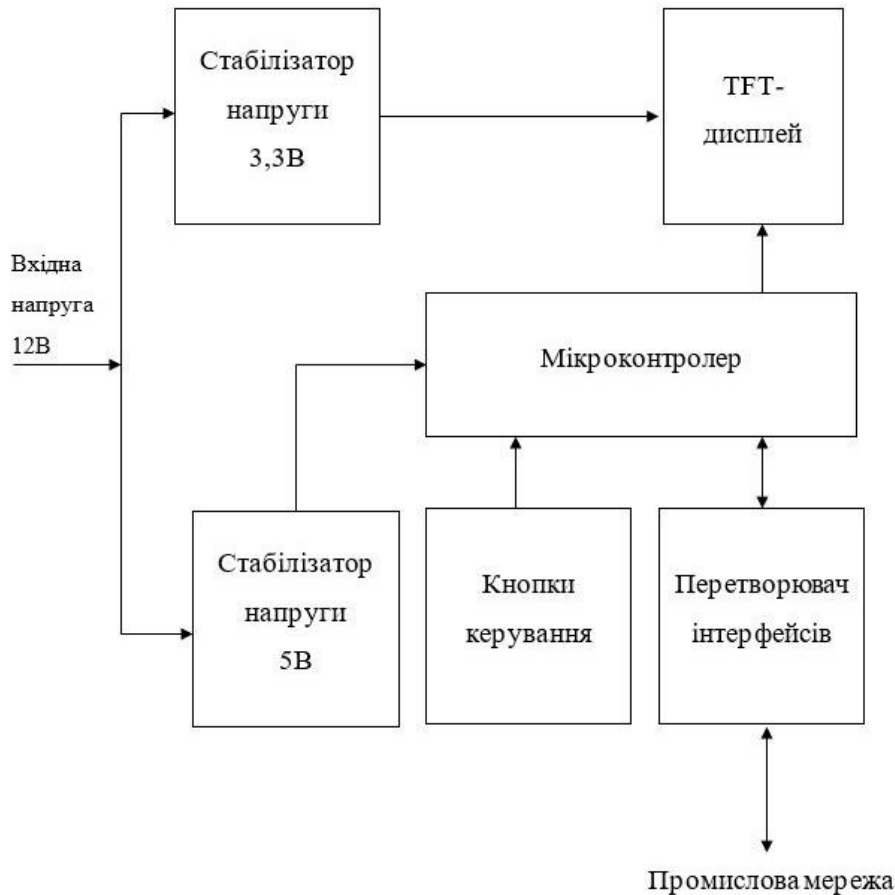 Стабілізатор
напруги
3,3В
TFT-
дисплей
Вхідна
напруга
12В
Мікроконтролер
Стабілізатор
напруги
5В
Кнопки
керування
Перетворювач
інтерфейсів
Промислова мережа